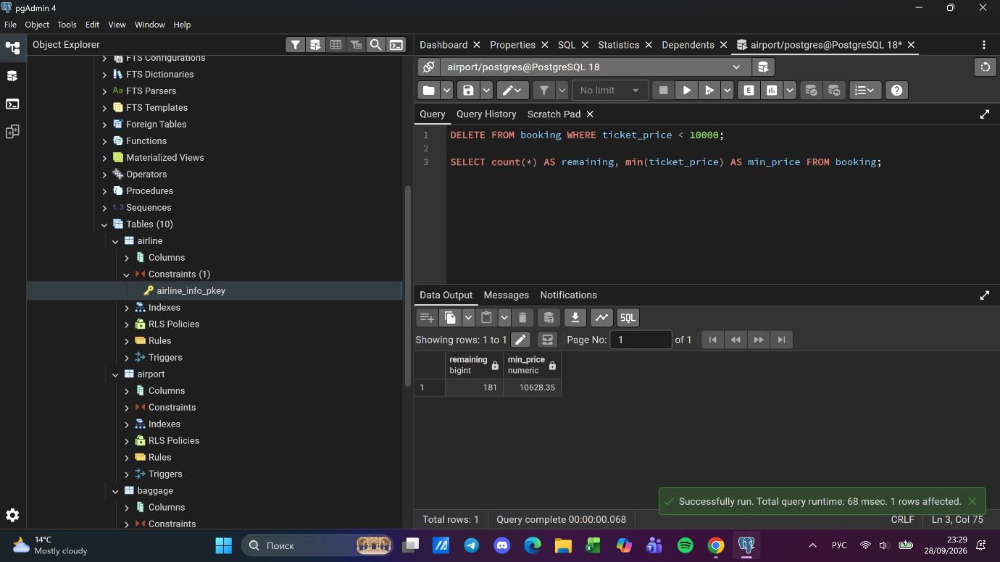 pgAdmin 4
File Object Tools Edit View Window Help
Object Explorer
FTS Configurations
FTS Dictionaries
Aa FTS Parsers
FTS Templates
Foreign Tables
Functions
Materialized Views
Operators
Procedures
1..3 Sequences
Tables (10)
airline
Columns
Constraints (1)
airline_info_pkey
Indexes
RLS Policies
Rules
Triggers
airport
Columns
Constraints
Indexes
RLS Policies
Rules
Triggers
baggage
Columns
Constraints
Dashboard Properties SQL Statistics Dependents airport/postgres@PostgreSQL 18*
airport/postgres@PostgreSQL 18
No limit E
Query Query History Scratch Pad
1 DELETE FROM booking WHERE ticket_price < 10000;
2
3 SELECT count(*) AS remaining, min(ticket_price) AS min_price FROM booking;
Data Output Messages Notifications
SQL
Showing rows: 1 to 1 Page No: 1 of 1
remaining min_price
bigint numeric
1 181 10628.35
Successfully run. Total query runtime: 68 msec. 1 rows affected.
Total rows: 1 Query complete 00:00:00.068 CRLF Ln 3, Col 75
14°C
Mostly cloudy
Поиск
РУС
23:29
28/09/2026